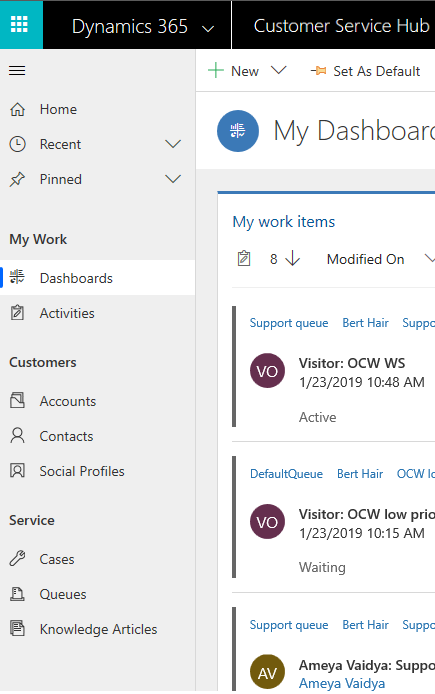 Dynamics 365
Customer Service Hub
Home
Recent
Pinned
My Work
Dashboards
Activities
Customers
Accounts
Contacts
Social Profiles
Service
Cases
Queues
Knowledge Articles
New
Set As Default
My Dashboard
My work items
8 Modified On
Support queue Bert Hair Suppo
VO
Visitor: OCW WS
1/23/2019 10:48 AM
Active
DefaultQueue Bert Hair OCW lo
VO
Visitor: OCW low prio
1/23/2019 10:15 AM
Waiting
Support queue Bert Hair Suppo
AV
Ameya Vaidya: Suppo
Ameya Vaidya